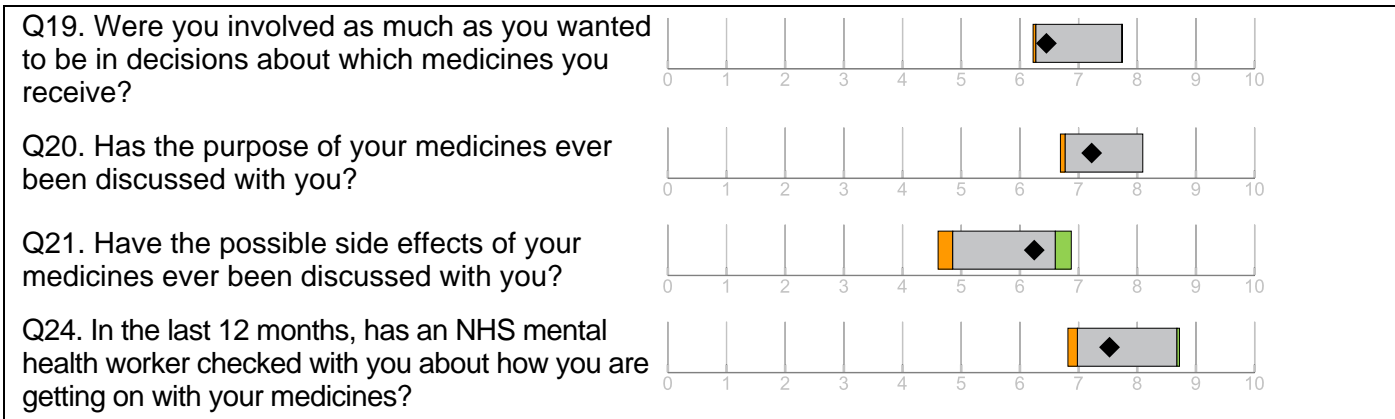 Q19. Were you involved as much as you wanted
to be in decisions about which medicines you
receive?
0 1 2 3 4 5 6 7 8 9 10
Q20. Has the purpose of your medicines ever
been discussed with you?
0 1 2 3 4 5 6 7 8 9 10
Q21. Have the possible side effects of your
medicines ever been discussed with you?
0 1 2 3 4 5 6 7 8 9 10
Q24. In the last 12 months, has an NHS mental
health worker checked with you about how you are
getting on with your medicines?
0 1 2 3 4 5 6 7 8 9 10